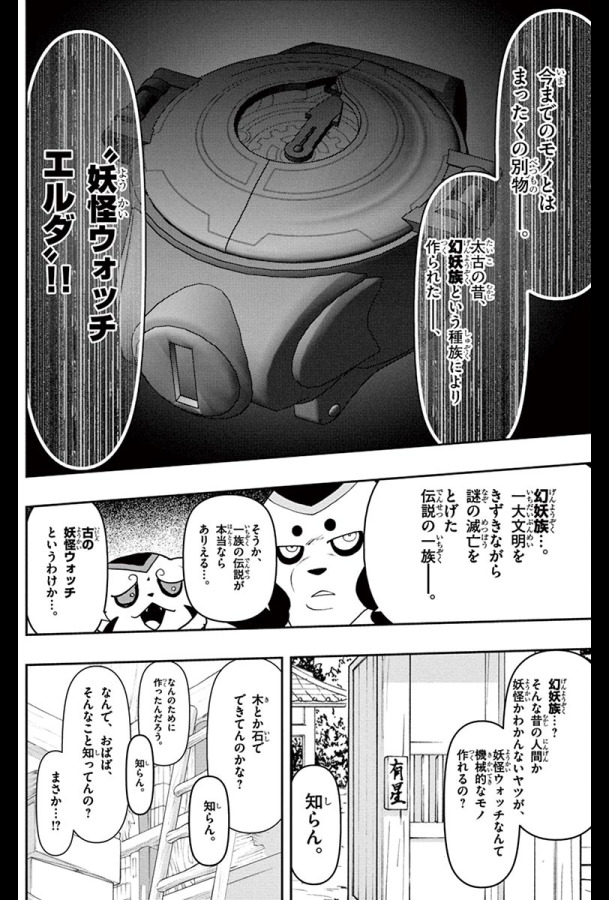 今までのモノとは
まったくの別物──。
太古の昔、
幻妖族という種族により
作られた──、
〝妖怪ウォッチ
エルダ〟!!
幻妖族…。
一大文明を
きずきながら
謎の滅亡を
とげた
伝説の一族──。
そうか、
一族の伝説が
本当なら
ありえる…。
古の
妖怪ウォッチ
というわけか…。
幻妖族…?
そんな昔の人間か
妖怪かわかんないヤツが、
妖怪ウォッチなんて
機械的なモノ
作れるの?
有星
知らん。
木とか石で
できてんのかな?
知らん。
なんのために
作ったんだろう。
知らん。
なんで、おばば、
そんなこと知ってんの?
まさか…!?